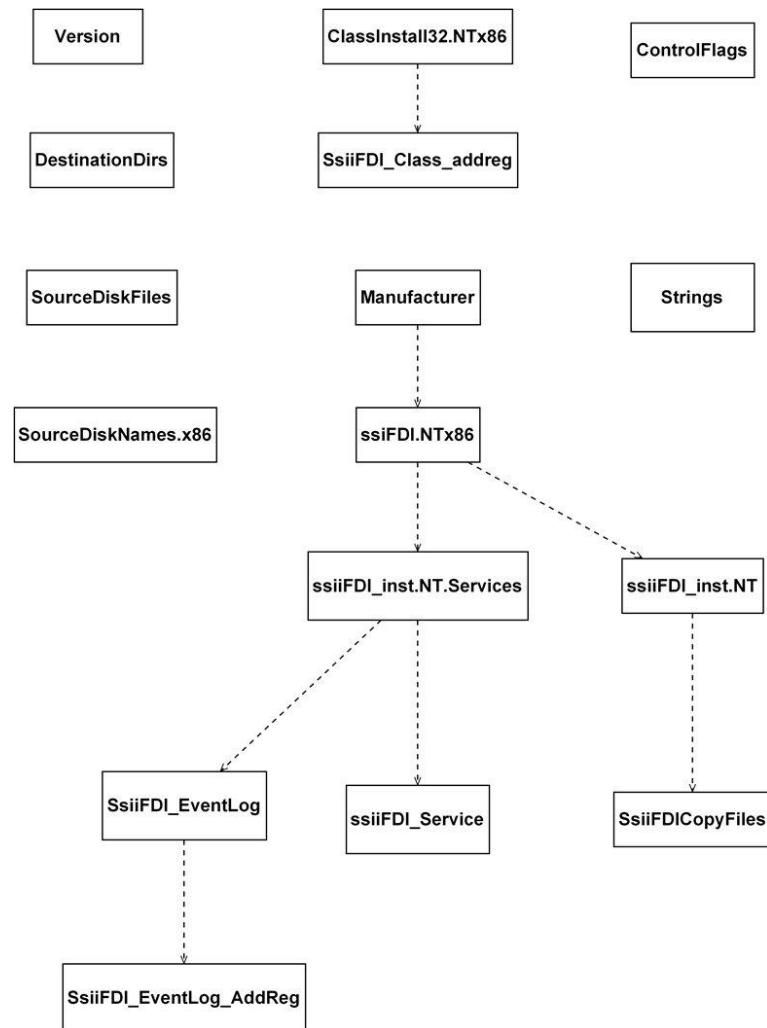 Version
ClassInstall32.NTx86
ControlFlags
DestinationDirs
SsiiFDI_Class_addreg
SourceDiskFiles
Manufacturer
Strings
SourceDiskNames.x86
ssiFDI.NTx86
ssiiFDI_inst.NT.Services
ssiiFDI_inst.NT
SsiiFDI_EventLog
ssiiFDI_Service
SsiiFDICopyFiles
SsiiFDI_EventLog_AddReg